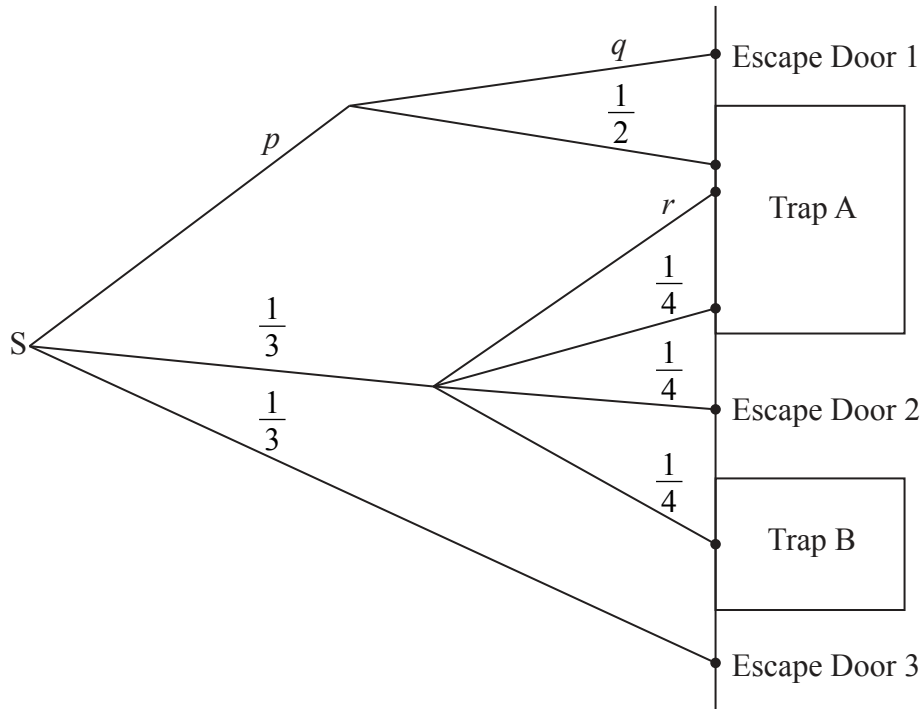 q
Escape Door 1
1/2
p
Trap A
r
1/4
1/3
S
1/4
Escape Door 2
1/3
1/4
Trap B
Escape Door 3